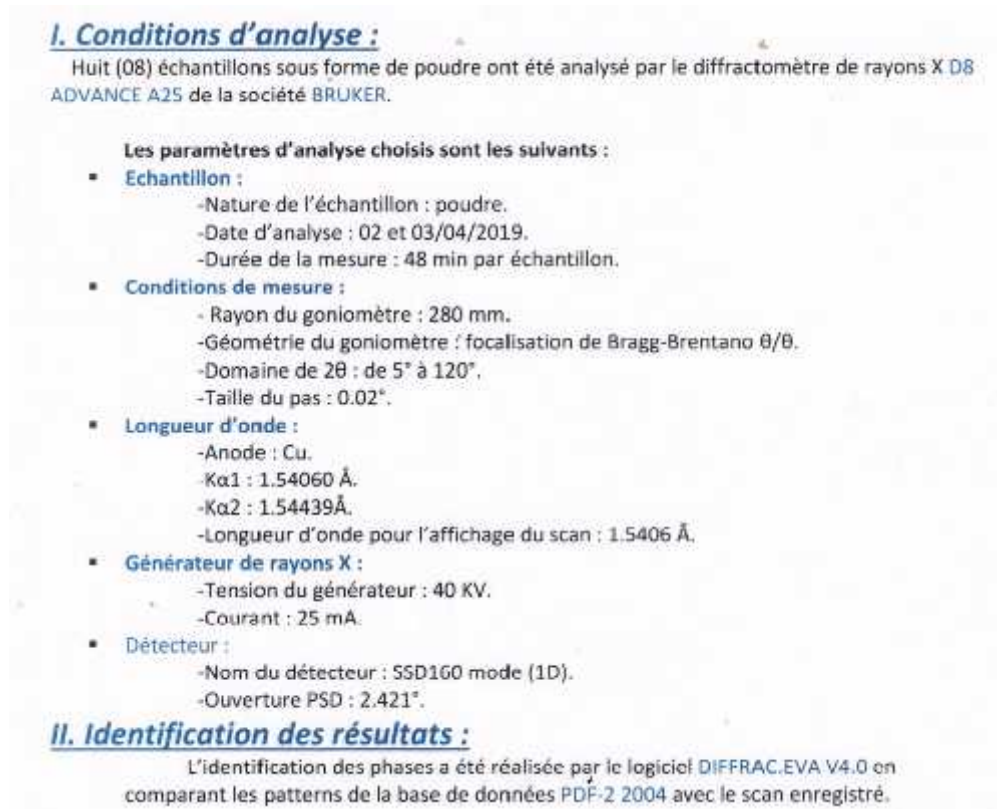 I. Conditions d'analyse :
Huit (08) échantillons sous forme de poudre ont été analysé par le diffractomètre de rayons X D8
ADVANCE A25 de la société BRUKER.
Les paramètres d'analyse choisis sont les suivants :
▪ Echantillon :
-Nature de l'échantillon : poudre.
-Date d'analyse : 02 et 03/04/2019.
-Durée de la mesure : 48 min par échantillon.
▪ Conditions de mesure :
- Rayon du goniomètre : 280 mm.
-Géométrie du goniomètre : focalisation de Bragg-Brentano θ/θ.
-Domaine de 2θ : de 5° à 120°.
-Taille du pas : 0.02°.
▪ Longueur d'onde :
-Anode : Cu.
-Kα1 : 1.54060 Å.
-Kα2 : 1.54439Å.
-Longueur d'onde pour l'affichage du scan : 1.5406 Å.
▪ Générateur de rayons X :
-Tension du générateur : 40 KV.
-Courant : 25 mA.
▪ Détecteur :
-Nom du détecteur : SSD160 mode (1D).
-Ouverture PSD : 2.421°.
II. Identification des résultats :
L'identification des phases a été réalisée par le logiciel DIFFRAC.EVA V4.0 en
comparant les patterns de la base de données PDF-2 2004 avec le scan enregistré.